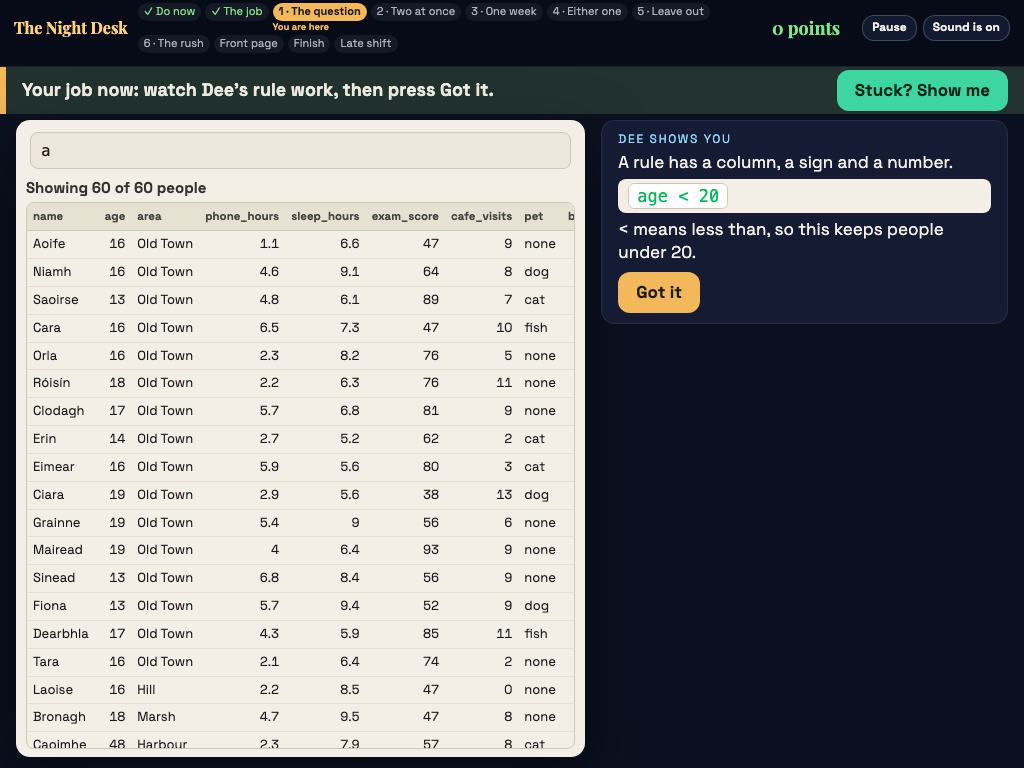 The Night Desk
✓ Do now
✓ The job
1 · The question
2 · Two at once
3 · One week
4 · Either one
5 · Leave out
You are here
6 · The rush
Front page
Finish
Late shift
0 points
Pause
Sound is on
Your job now: watch Dee's rule work, then press Got it.
Stuck? Show me
a
Showing 60 of 60 people
name age area phone_hours sleep_hours exam_score cafe_visits pet b
Aoife 16 Old Town 1.1 6.6 47 9 none
Niamh 16 Old Town 4.6 9.1 64 8 dog
Saoirse 13 Old Town 4.8 6.1 89 7 cat
Cara 16 Old Town 6.5 7.3 47 10 fish
Orla 16 Old Town 2.3 8.2 76 5 none
Róisín 18 Old Town 2.2 6.3 76 11 none
Clodagh 17 Old Town 5.7 6.8 81 9 none
Erin 14 Old Town 2.7 5.2 62 2 cat
Eimear 16 Old Town 5.9 5.6 80 3 cat
Ciara 19 Old Town 2.9 5.6 38 13 dog
Grainne 19 Old Town 5.4 9 56 6 none
Mairead 19 Old Town 4 6.4 93 9 none
Sinead 13 Old Town 6.8 8.4 56 9 none
Fiona 13 Old Town 5.7 9.4 52 9 dog
Dearbhla 17 Old Town 4.3 5.9 85 11 fish
Tara 16 Old Town 2.1 6.4 74 2 none
Laoise 16 Hill 2.2 8.5 47 0 none
Bronagh 18 Marsh 4.7 9.5 47 8 none
Caoimhe 48 Harbour 2.3 7.9 57 8 cat
DEE SHOWS YOU
A rule has a column, a sign and a number.
age < 20
< means less than, so this keeps people
under 20.
Got it